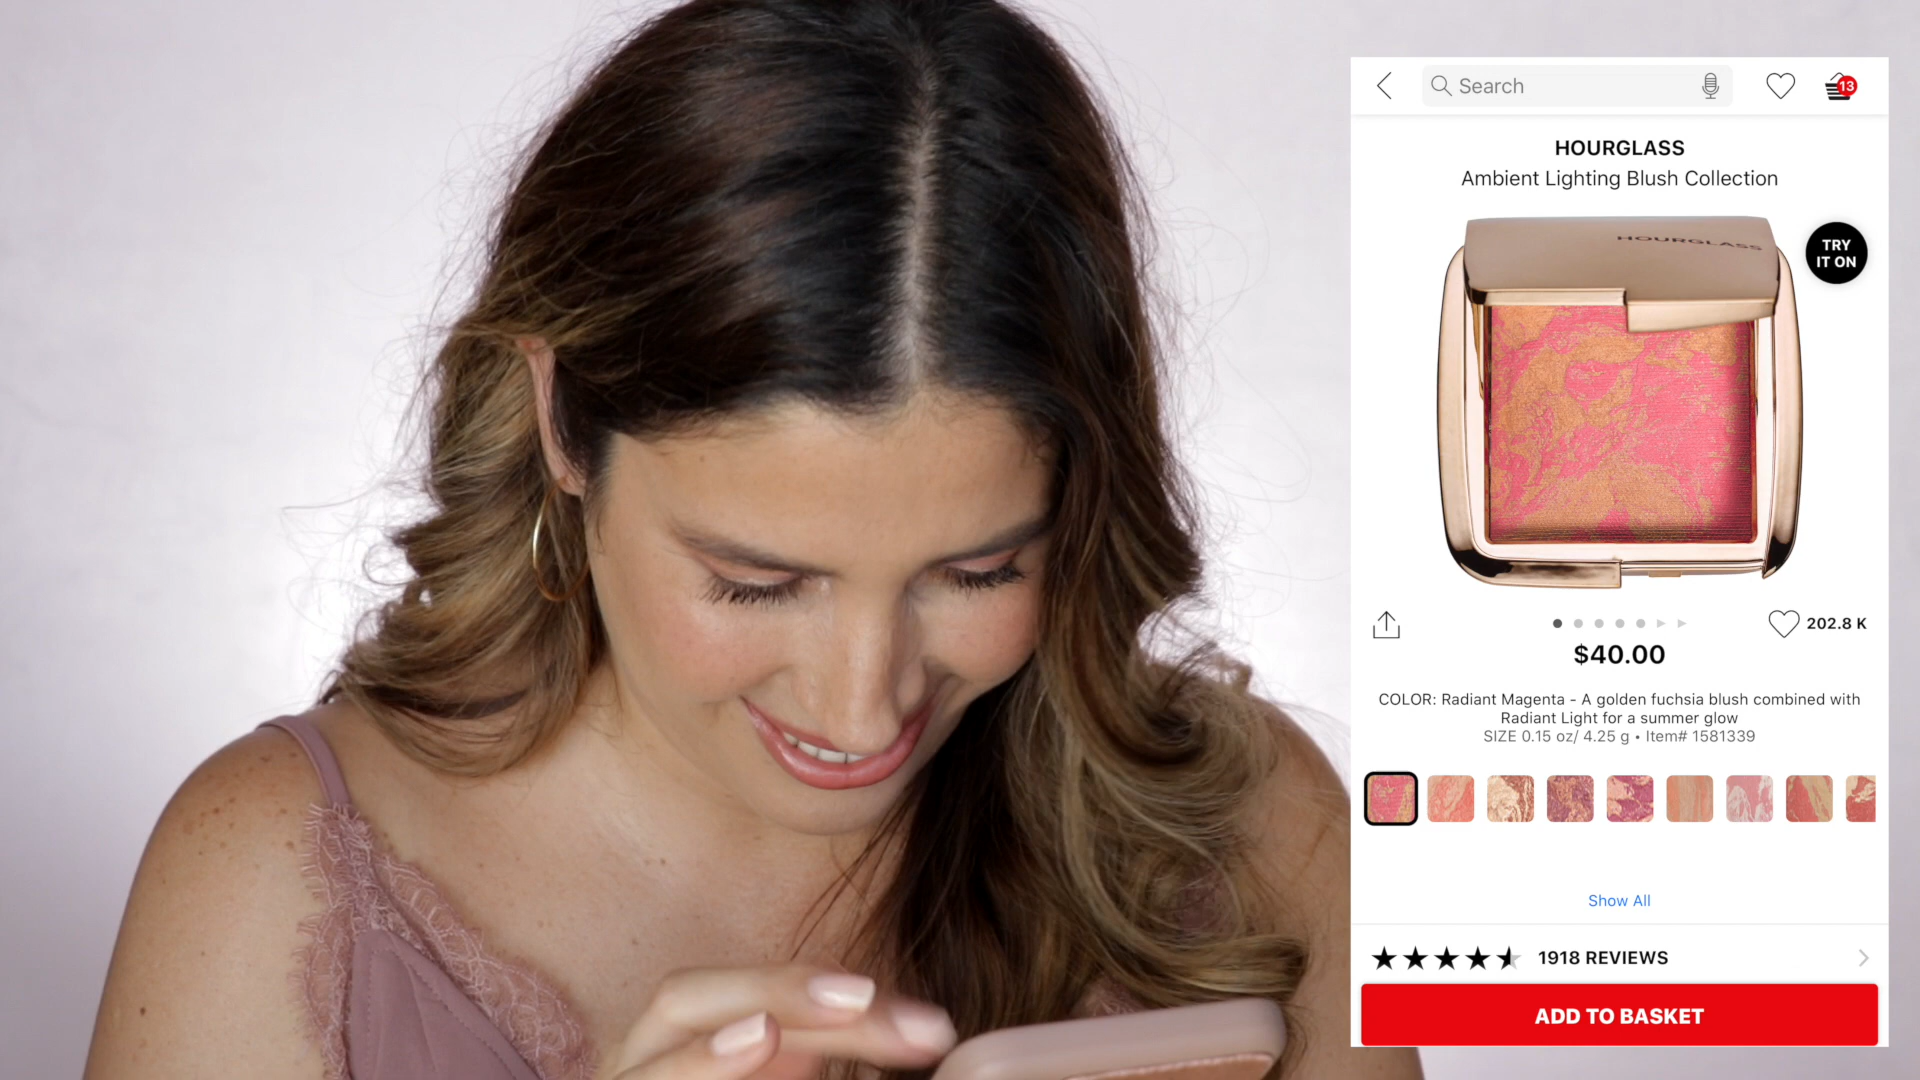 Search
13
HOURGLASS
Ambient Lighting Blush Collection
HOURGLASS
TRY
IT ON
202.8 K
$40.00
COLOR: Radiant Magenta - A golden fuchsia blush combined with
Radiant Light for a summer glow
SIZE 0.15 oz/ 4.25 g • Item# 1581339
Show All
1918 REVIEWS
ADD TO BASKET